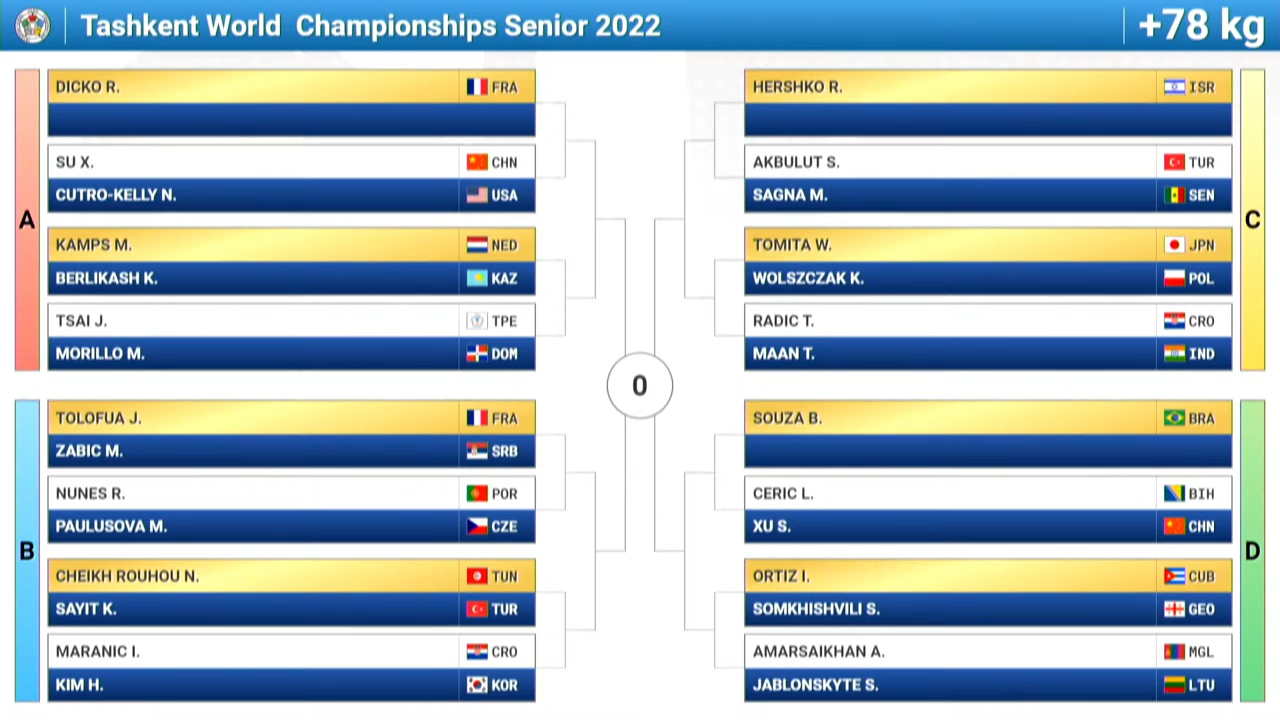 Tashkent World Championships Senior 2022
+78 kg
A
DICKO R. FRA
SU X. CHN
CUTRO-KELLY N. USA
KAMPS M. NED
BERLIKASH K. KAZ
TSAI J. TPE
MORILLO M. DOM
B
TOLOFUA J. FRA
ZABIC M. SRB
NUNES R. POR
PAULUSOVA M. CZE
CHEIKH ROUHOU N. TUN
SAYIT K. TUR
MARANIC I. CRO
KIM H. KOR
0
C
HERSHKO R. ISR
AKBULUT S. TUR
SAGNA M. SEN
TOMITA W. JPN
WOLSZCZAK K. POL
RADIC T. CRO
MAAN T. IND
D
SOUZA B. BRA
CERIC L. BIH
XU S. CHN
ORTIZ I. CUB
SOMKHISHVILI S. GEO
AMARSAIKHAN A. MGL
JABLONSKYTE S. LTU